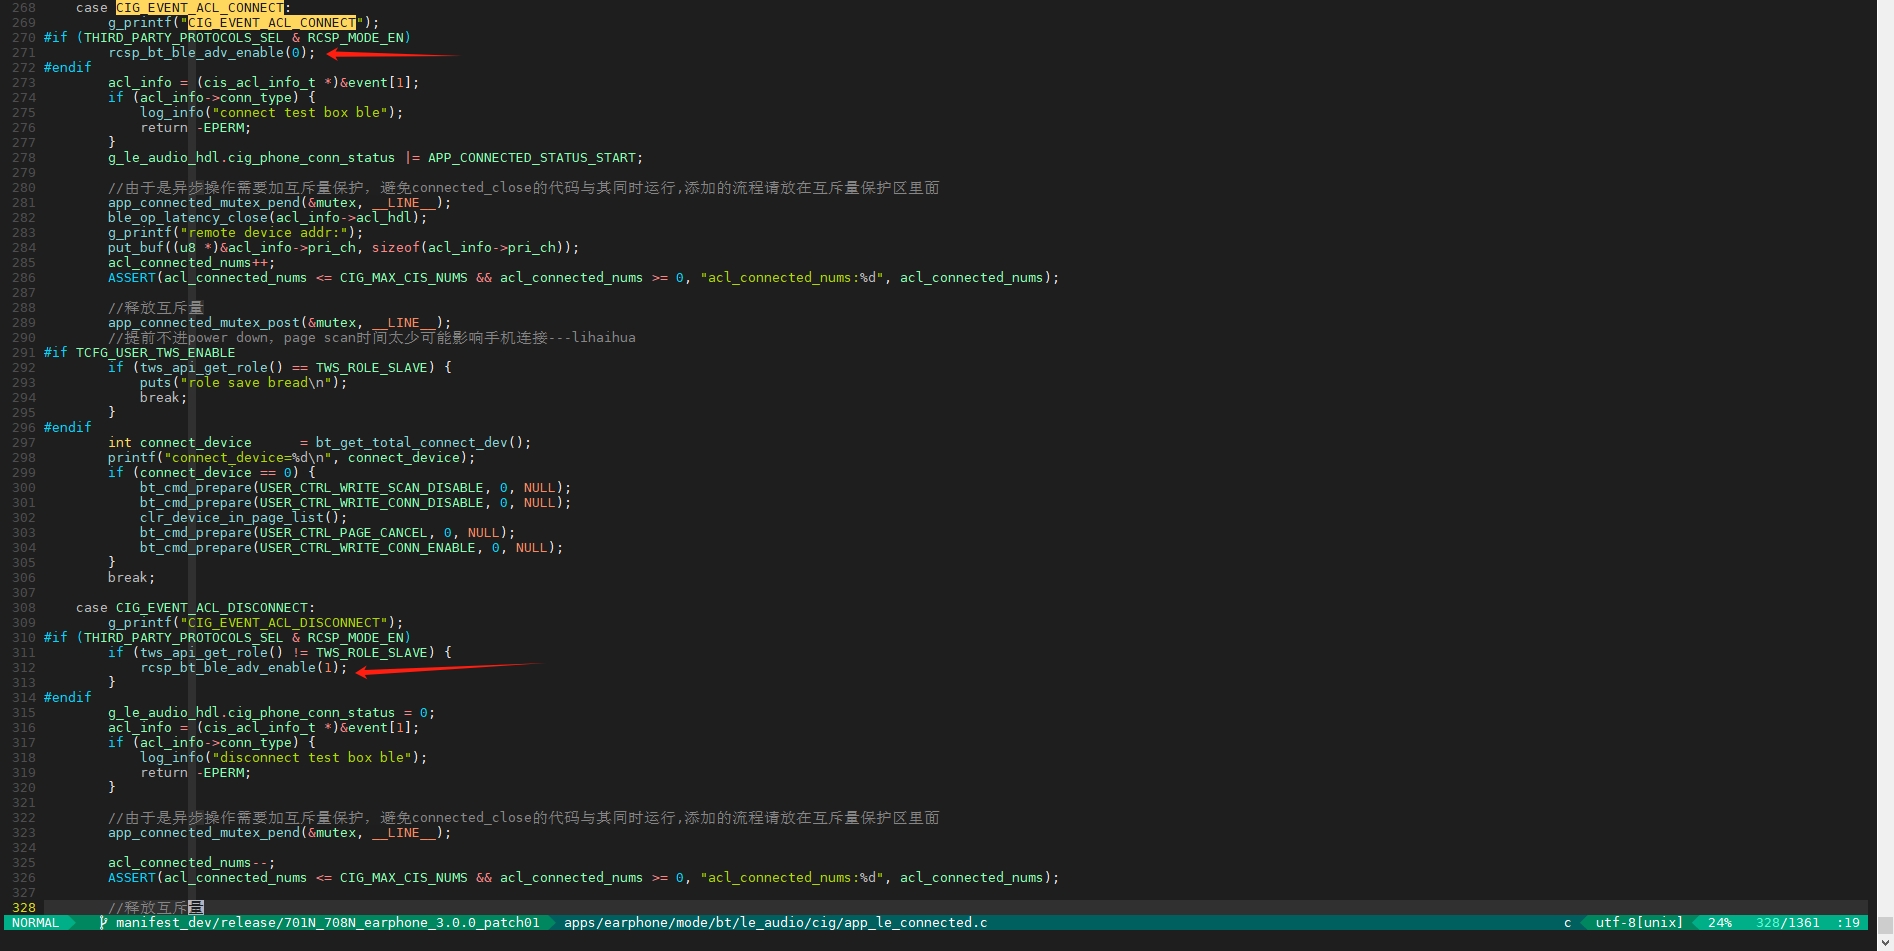 268     case CIG_EVENT_ACL_CONNECT:
269         g_printf("CIG_EVENT_ACL_CONNECT");
270 #if (THIRD_PARTY_PROTOCOLS_SEL & RCSP_MODE_EN)
271         rcsp_bt_ble_adv_enable(0);
272 #endif
273         acl_info = (cis_acl_info_t *)&event[1];
274         if (acl_info->conn_type) {
275             log_info("connect test box ble");
276             return -EPERM;
277         }
278         g_le_audio_hdl.cig_phone_conn_status |= APP_CONNECTED_STATUS_START;
279
280         //由于是异步操作需要加互斥量保护，避免connected_close的代码与其同时运行,添加的流程请放在互斥量保护区里面
281         app_connected_mutex_pend(&mutex, __LINE__);
282         ble_op_latency_close(acl_info->acl_hdl);
283         g_printf("remote device addr:");
284         put_buf((u8 *)&acl_info->pri_ch, sizeof(acl_info->pri_ch));
285         acl_connected_nums++;
286         ASSERT(acl_connected_nums <= CIG_MAX_CIS_NUMS && acl_connected_nums >= 0, "acl_connected_nums:%d", acl_connected_nums);
287
288         //释放互斥量
289         app_connected_mutex_post(&mutex, __LINE__);
290         //提前不进power down，page scan时间太少可能影响手机连接---lihaihua
291 #if TCFG_USER_TWS_ENABLE
292         if (tws_api_get_role() == TWS_ROLE_SLAVE) {
293             puts("role save bread\n");
294             break;
295         }
296 #endif
297         int connect_device      = bt_get_total_connect_dev();
298         printf("connect_device=%d\n", connect_device);
299         if (connect_device == 0) {
300             bt_cmd_prepare(USER_CTRL_WRITE_SCAN_DISABLE, 0, NULL);
301             bt_cmd_prepare(USER_CTRL_WRITE_CONN_DISABLE, 0, NULL);
302             clr_device_in_page_list();
303             bt_cmd_prepare(USER_CTRL_PAGE_CANCEL, 0, NULL);
304             bt_cmd_prepare(USER_CTRL_WRITE_CONN_ENABLE, 0, NULL);
305         }
306         break;
307
308     case CIG_EVENT_ACL_DISCONNECT:
309         g_printf("CIG_EVENT_ACL_DISCONNECT");
310 #if (THIRD_PARTY_PROTOCOLS_SEL & RCSP_MODE_EN)
311         if (tws_api_get_role() != TWS_ROLE_SLAVE) {
312             rcsp_bt_ble_adv_enable(1);
313         }
314 #endif
315         g_le_audio_hdl.cig_phone_conn_status = 0;
316         acl_info = (cis_acl_info_t *)&event[1];
317         if (acl_info->conn_type) {
318             log_info("disconnect test box ble");
319             return -EPERM;
320         }
321
322         //由于是异步操作需要加互斥量保护，避免connected_close的代码与其同时运行,添加的流程请放在互斥量保护区里面
323         app_connected_mutex_pend(&mutex, __LINE__);
324
325         acl_connected_nums--;
326         ASSERT(acl_connected_nums <= CIG_MAX_CIS_NUMS && acl_connected_nums >= 0, "acl_connected_nums:%d", acl_connected_nums);
327
328         //释放互斥量
NORMAL manifest_dev/release/701N_708N_earphone_3.0.0_patch01 apps/earphone/mode/bt/le_audio/cig/app_le_connected.c c utf-8[unix] 24% 328/1361 :19